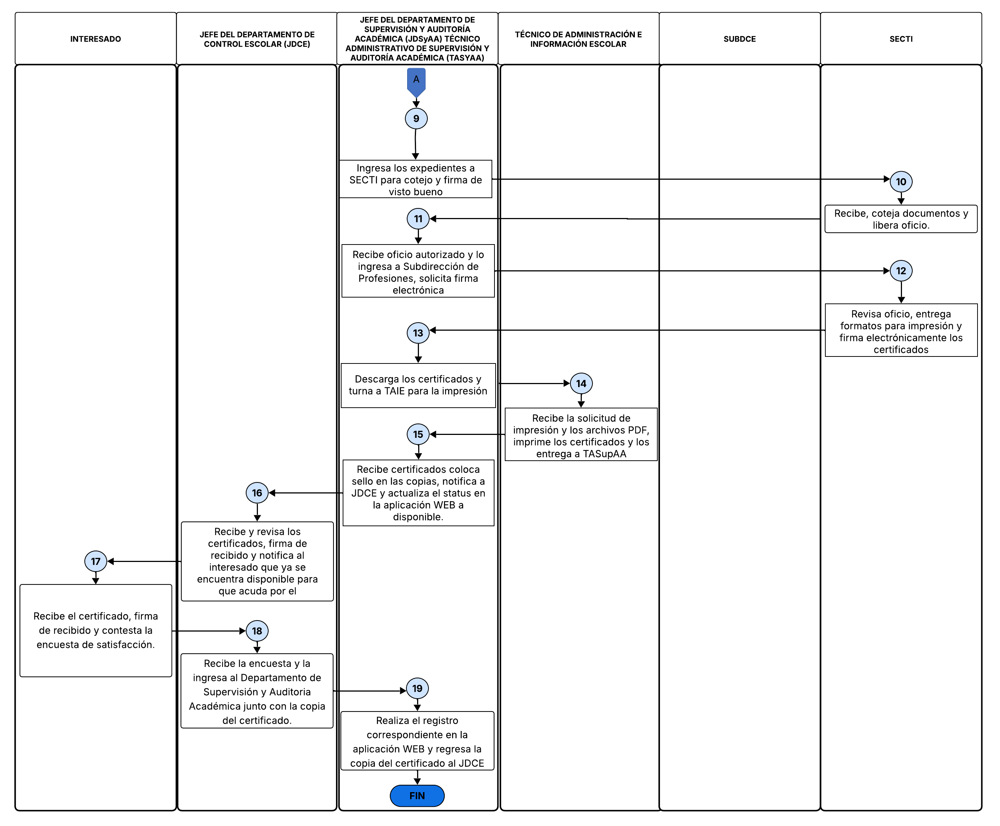 INTERESADO
JEFE DEL DEPARTAMENTO DE
CONTROL ESCOLAR (JDCE)
JEFE DEL DEPARTAMENTO DE
SUPERVISIÓN Y AUDITORÍA
ACADÉMICA (JDSyAA) TÉCNICO
ADMINISTRATIVO DE SUPERVISIÓN Y
AUDITORÍA ACADÉMICA (TASYAA)
TÉCNICO DE ADMINISTRACIÓN E
INFORMACIÓN ESCOLAR
SUBDCE
SECTI
A
9
Ingresa los expedientes a
SECTI para cotejo y firma de
visto bueno
10
Recibe, coteja documentos y
libera oficio.
11
Recibe oficio autorizado y lo
ingresa a Subdirección de
Profesiones, solicita firma
electrónica
12
Revisa oficio, entrega
formatos para impresión y
firma electrónicamente los
certificados
13
Descarga los certificados y
turna a TAIE para la impresión
14
Recibe la solicitud de
impresión y los archivos PDF,
imprime los certificados y los
entrega a TASupAA
15
Recibe certificados coloca
sello en las copias, notifica a
JDCE y actualiza el status en
la aplicación WEB a
disponible.
16
Recibe y revisa los
certificados, firma de
recibido y notifica al
interesado que ya se
encuentra disponible para
que acuda por el
17
Recibe el certificado, firma
de recibido y contesta la
encuesta de satisfacción.
18
Recibe la encuesta y la
ingresa al Departamento de
Supervisión y Auditoria
Académica junto con la copia
del certificado.
19
Realiza el registro
correspondiente en la
aplicación WEB y regresa la
copia del certificado al JDCE
FIN